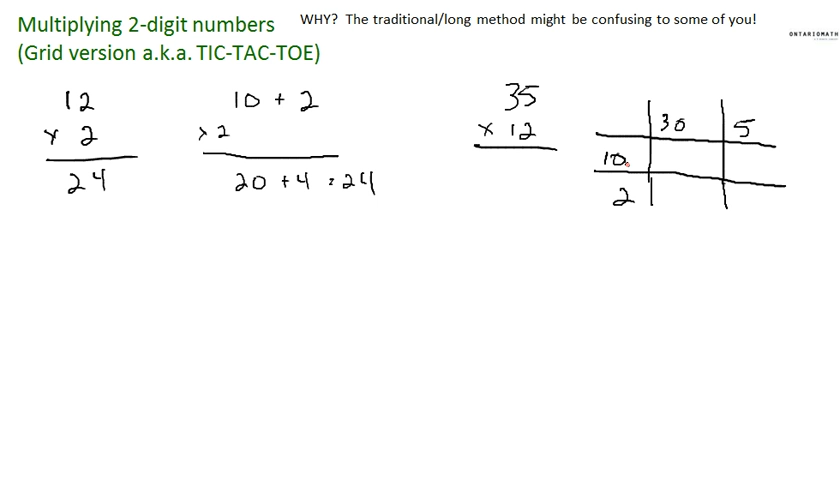 Multiplying 2-digit numbers
(Grid version a.k.a. TIC-TAC-TOE)
WHY? The traditional/long method might be confusing to some of you!
ONTARIOMATH
12
x 2
24
10 + 2
x 2
20 + 4 = 24
35
x 12
30 5
10
2